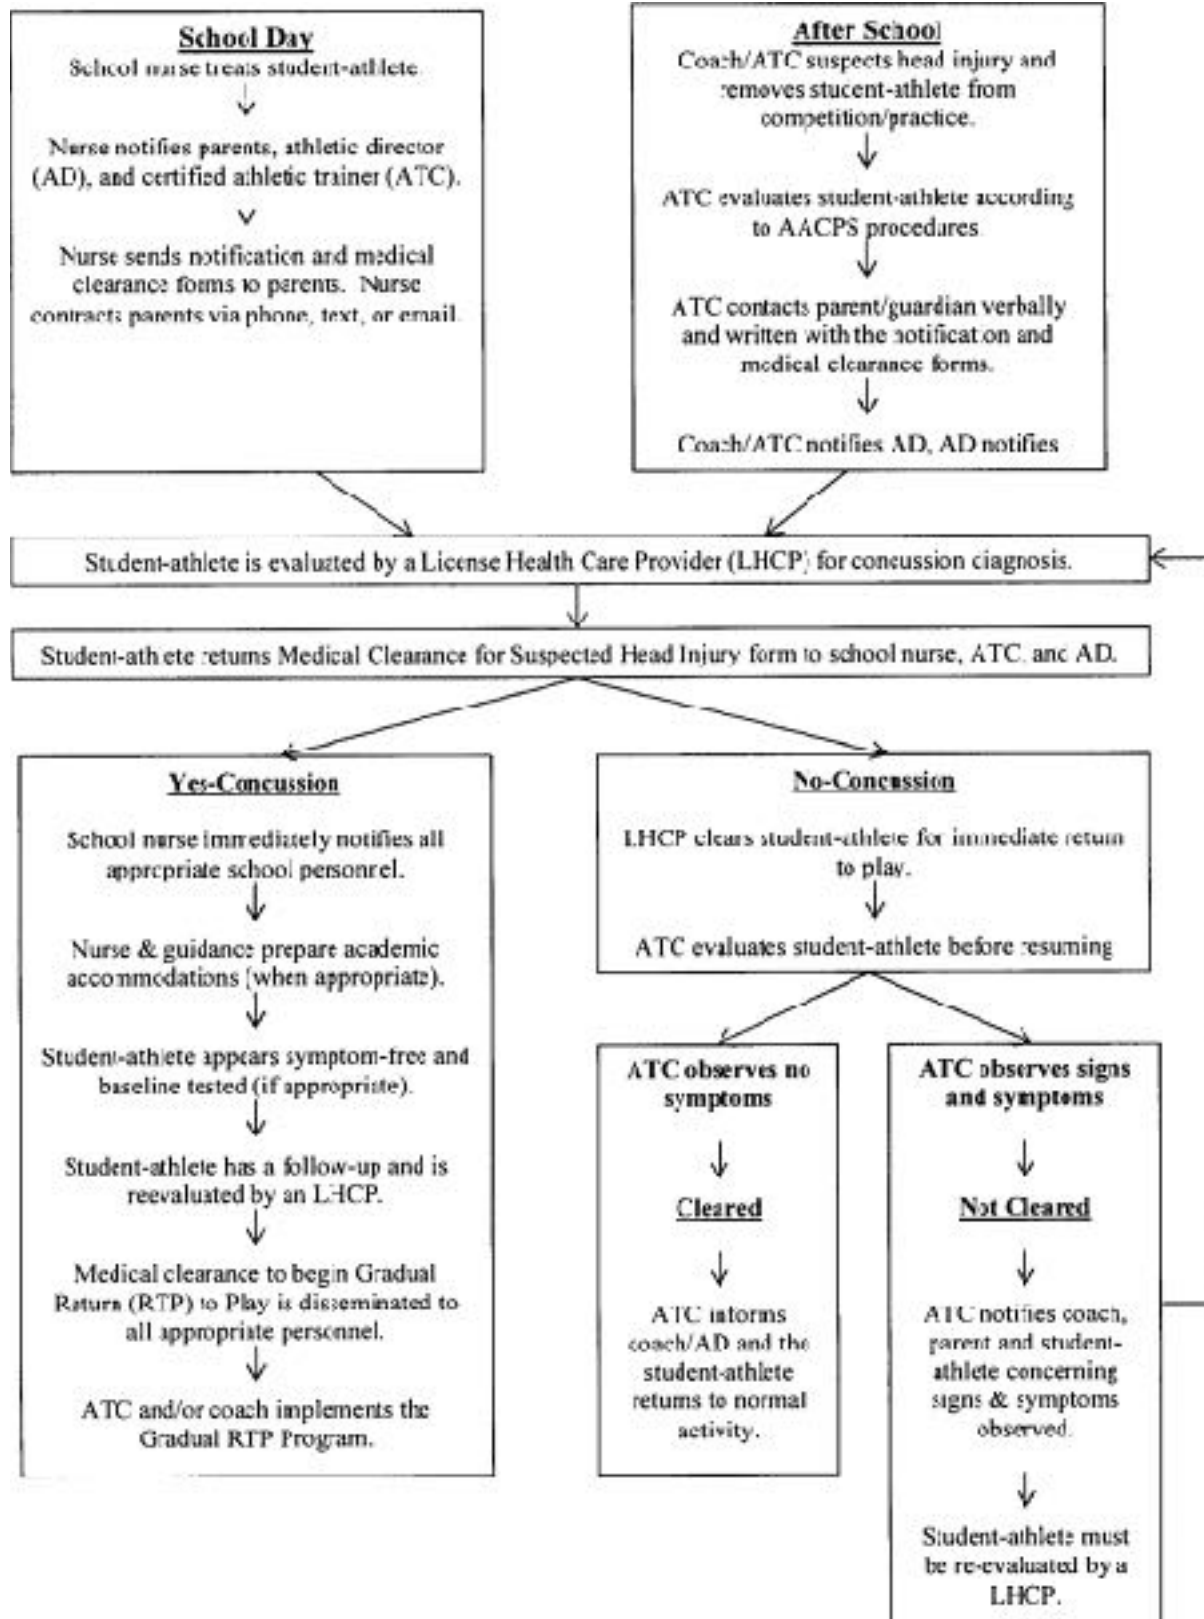 School Day
School nurse treats student-athlete.
Nurse notifies parents, athletic director
(AD), and certified athletic trainer (ATC).
Nurse sends notification and medical
clearance forms to parents. Nurse
contracts parents via phone, text, or email.
After School
Coach/ATC suspects head injury and
removes student-athlete from
competition/practice.
ATC evaluates student-athlete according
to AACPS procedures.
ATC contacts parent/guardian verbally
and written with the notification and
medical clearance forms.
Coach/ATC notifies AD, AD notifies
Student-athlete is evaluated by a License Health Care Provider (LHCP) for concussion diagnosis.
Student-athlete returns Medical Clearance for Suspected Head Injury form to school nurse, ATC, and AD.
Yes-Concussion
School nurse immediately notifies all
appropriate school personnel.
Nurse & guidance prepare academic
accommodations (when appropriate).
Student-athlete appears symptom-free and
baseline tested (if appropriate).
Student-athlete has a follow-up and is
reevaluated by an LHCP.
Medical clearance to begin Gradual
Return (RTP) to Play is disseminated to
all appropriate personnel.
ATC and/or coach implements the
Gradual RTP Program.
No-Concussion
LHCP clears student-athlete for immediate return
to play.
ATC evaluates student-athlete before resuming
ATC observes no
symptoms
Cleared
ATC informs
coach/AD and the
student-athlete
returns to normal
activity.
ATC observes signs
and symptoms
Not Cleared
ATC notifies coach,
parent and student-
athlete concerning
signs & symptoms
observed.
Student-athlete must
be re-evaluated by a
LHCP.